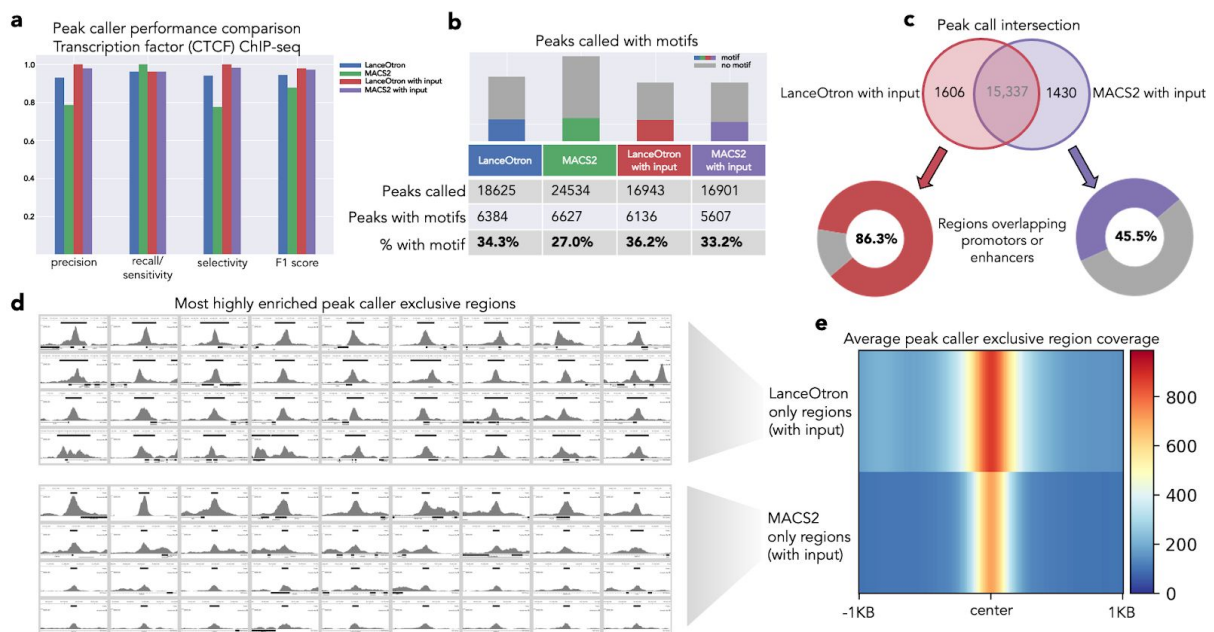 a
Peak caller performance comparison
Transcription factor (CTCF) ChIP-seq
LanceOtron
MACS2
LanceOtron with input
MACS2 with input
1.0
0.8
0.6
0.4
0.2
precision
recall/
sensitivity
selectivity
F1 score
b
Peaks called with motifs
motif
no motif
LanceOtron
MACS2
LanceOtron
with input
MACS2
with input
Peaks called
18625
24534
16943
16901
Peaks with motifs
6384
6627
6136
5607
% with motif
34.3%
27.0%
36.2%
33.2%
c
Peak call intersection
LanceOtron with input
1606
15,337
1430
MACS2 with input
86.3%
Regions overlapping
promotors or
enhancers
45.5%
d
Most highly enriched peak caller exclusive regions
e
Average peak caller exclusive region coverage
LanceOtron
only regions
(with input)
MACS2
only regions
(with input)
800
600
400
200
0
-1KB
center
1KB